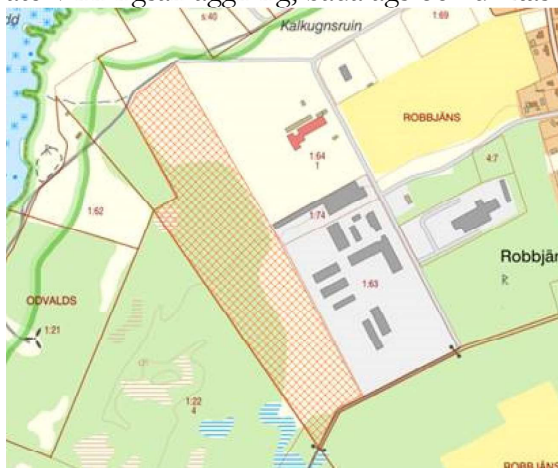 s:40
Kalkugnsruin
1:69
ROBBJÄNS
1:64
1
4:7
1:62
1:74
1:63
Robbjän
R
ODVALDS
1:21
1:22
4
ROBBJÄNS